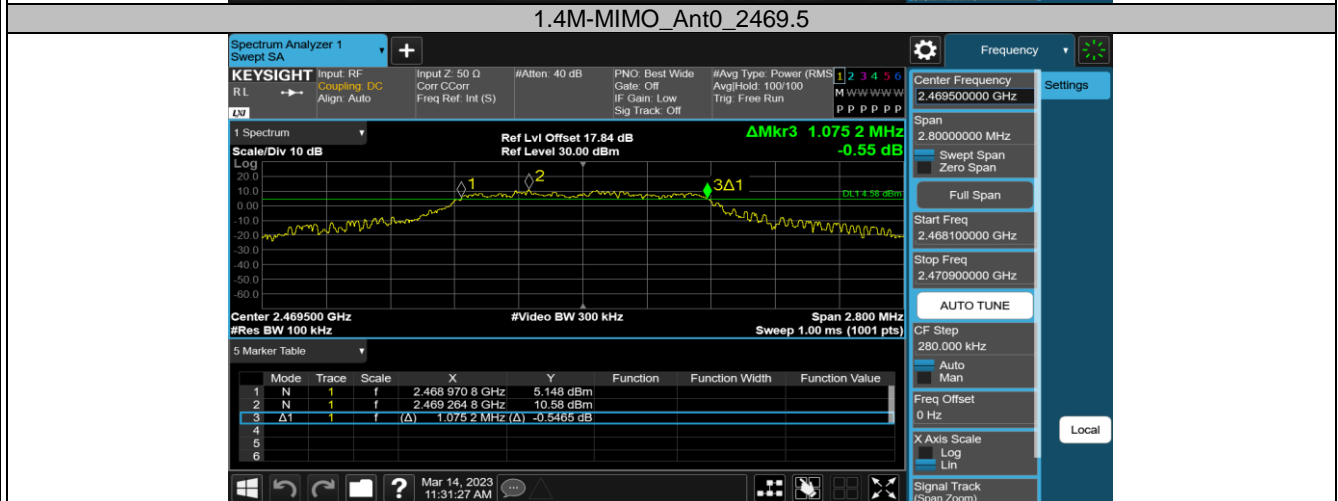 1.4M-MIMO_Ant0_2469.5
Spectrum Analyzer 1
Swept SA
+
Frequency
KEYSIGHT
RL
LXI
Input: RF
Coupling: DC
Align: Auto
Input Z: 50 Ω
Corr CCorr
Freq Ref: Int (S)
#Atten: 40 dB
PNO: Best Wide
Gate: Off
IF Gain: Low
Sig Track: Off
#Avg Type: Power (RMS
Avg|Hold: 100/100
Trig: Free Run
1 2 3 4 5 6
M W W W W W
P P P P P P
1 Spectrum
Scale/Div 10 dB
Ref Lvl Offset 17.84 dB
Ref Level 30.00 dBm
ΔMkr3 1.075 2 MHz
-0.55 dB
Log
20.0
10.0
0.00
-10.0
-20.0
-30.0
-40.0
-50.0
-60.0
1
2
3Δ1
DL1 4.58 dBm
Center 2.469500 GHz
#Video BW 300 kHz
Span 2.800 MHz
#Res BW 100 kHz
Sweep 1.00 ms (1001 pts)
5 Marker Table
Mode Trace Scale X Y Function Function Width Function Value
1 N 1 f 2.468 970 8 GHz 5.148 dBm
2 N 1 f 2.469 264 8 GHz 10.58 dBm
3 Δ1 1 f (Δ) 1.075 2 MHz (Δ) -0.5465 dB
4
5
6
Center Frequency
2.469500000 GHz
Settings
Span
2.80000000 MHz
Swept Span
Zero Span
Full Span
Start Freq
2.468100000 GHz
Stop Freq
2.470900000 GHz
AUTO TUNE
CF Step
280.000 kHz
Auto
Man
Freq Offset
0 Hz
X Axis Scale
Log
Lin
Local
Signal Track
(Span Zoom)
?
Mar 14, 2023
11:31:27 AM